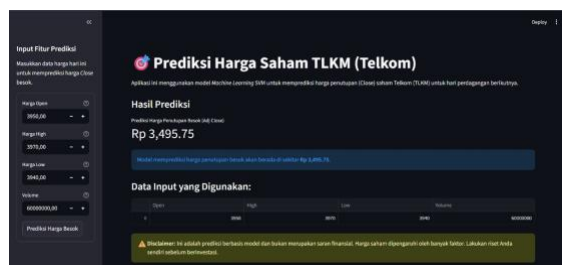 Deploy
Input Fitur Prediksi
Masukkan data harga hari ini
untuk memprediksi harga Close
besok.
Harga Open
3950,00
Harga High
3970,00
Harga Low
3940,00
Volume
60000000,00
Prediksi Harga Besok
Prediksi Harga Saham TLKM (Telkom)
Aplikasi ini menggunakan model Machine Learning SVM untuk memprediksi harga penutupan (Close) saham Telkom (TLKM) untuk hari perdagangan berikutnya.
Hasil Prediksi
Prediksi Harga Penutupan Besok (Adj Close)
Rp 3,495.75
Model memprediksi harga penutupan besok akan berada di sekitar Rp 3,495.75.
Data Input yang Digunakan:
Open High Low Volume
3950 3970 3940 60000000
Disclaimer: Ini adalah prediksi berbasis model dan bukan merupakan saran finansial. Harga saham dipengaruhi oleh banyak faktor. Lakukan riset Anda
sendiri sebelum berinvestasi.